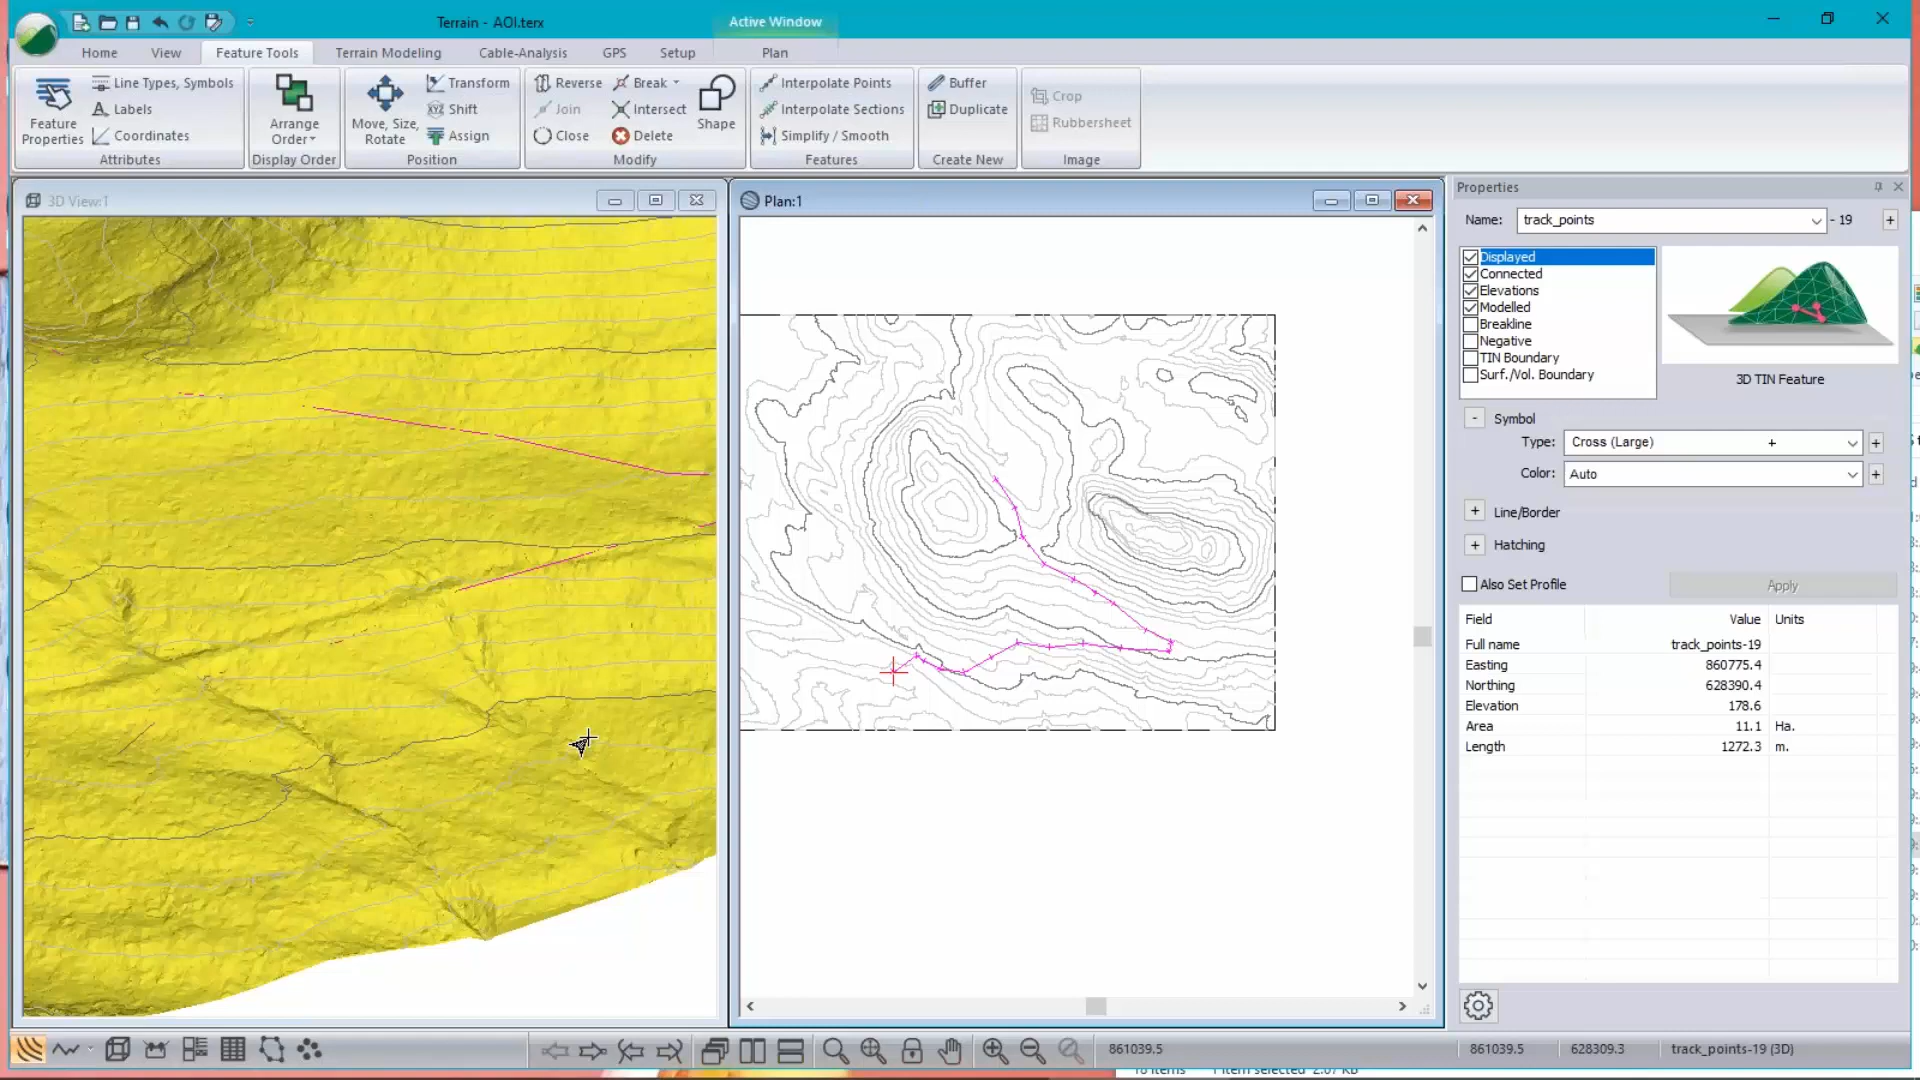 Terrain - AOI.terx
Active Window
Home View Feature Tools Terrain Modeling Cable-Analysis GPS Setup Plan
Feature Properties
Line Types, Symbols
Labels
Coordinates
Attributes
Arrange Order
Display Order
Move, Size, Rotate
Transform
XYZ Shift
Assign
Position
Reverse
Join
Close
Break
Intersect
Delete
Shape
Modify
Interpolate Points
Interpolate Sections
Simplify / Smooth
Features
Buffer
Duplicate
Create New
Crop
Rubbersheet
Image
3D View:1
Plan:1
Properties
Name: track_points - 19
Displayed
Connected
Elevations
Modelled
Breakline
Negative
TIN Boundary
Surf./Vol. Boundary
3D TIN Feature
Symbol
Type: Cross (Large)
Color: Auto
Line/Border
Hatching
Also Set Profile Apply
Field Value Units
Full name track_points-19
Easting 860775.4
Northing 628390.4
Elevation 178.6
Area 11.1 Ha.
Length 1272.3 m.
861039.5 861039.5 628309.3 track_points-19 (3D)